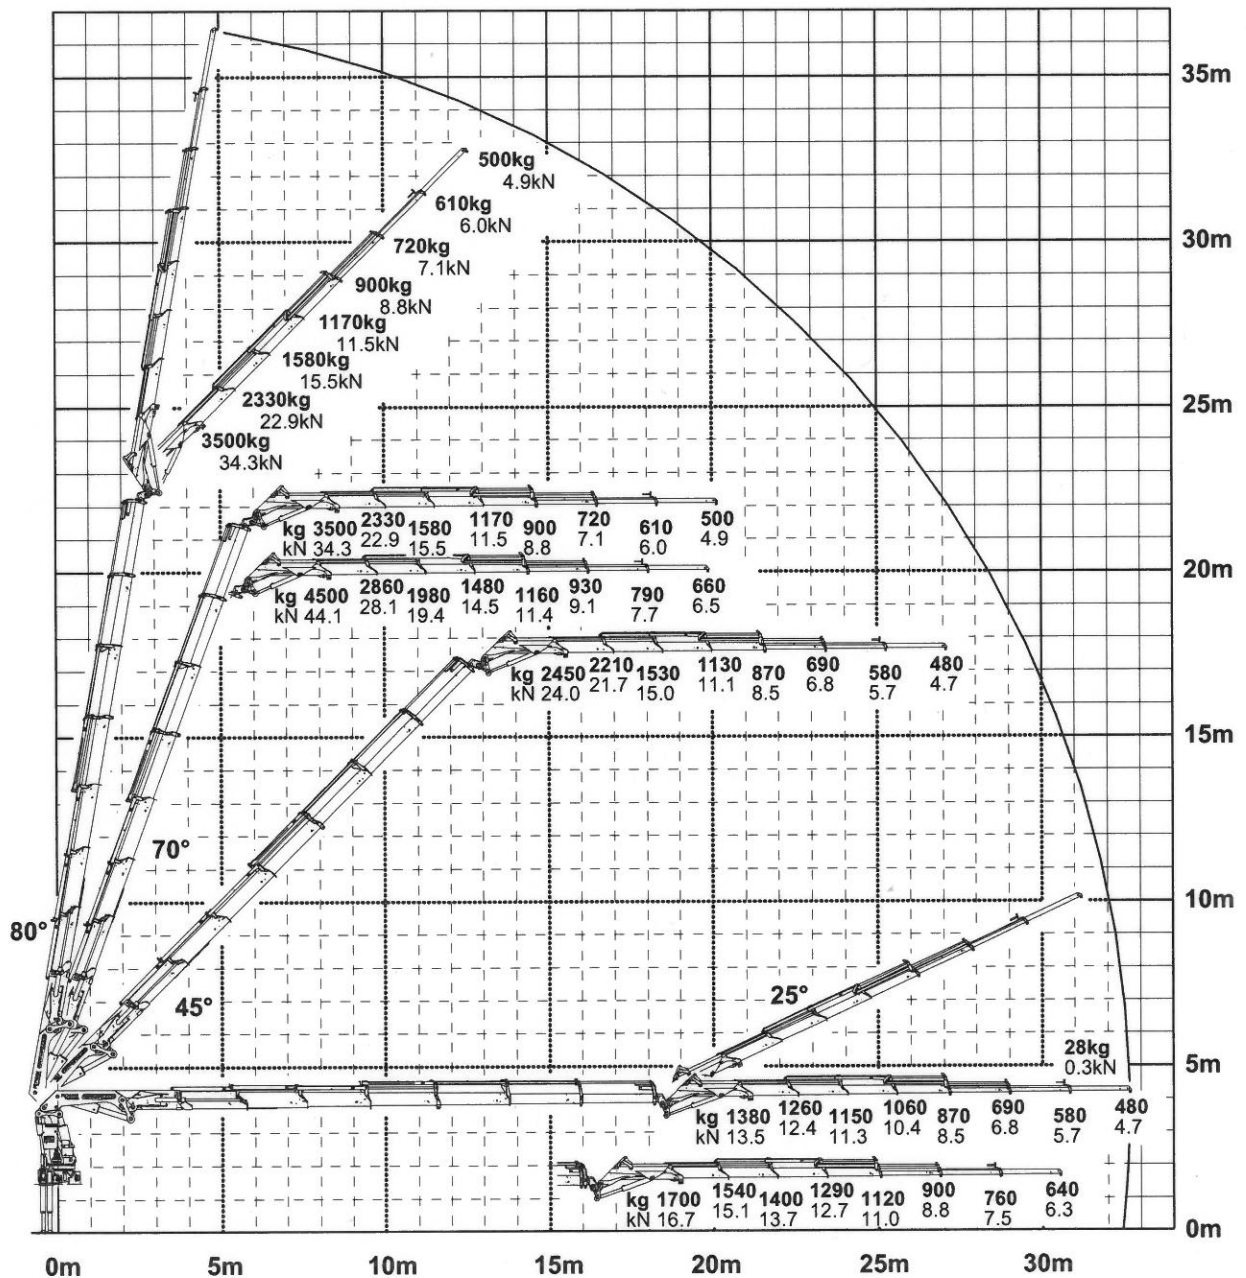 35m
500kg
4.9kN
610kg
6.0kN
30m
720kg
7.1kN
900kg
8.8kN
1170kg
11.5kN
1580kg
15.5kN
2330kg
22.9kN
25m
3500kg
34.3kN
kg 3500 2330 1580 1170 900 720 610 500
kN 34.3 22.9 15.5 11.5 8.8 7.1 6.0 4.9
20m
kg 4500 2860 1980 1480 1160 930 790 660
kN 44.1 28.1 19.4 14.5 11.4 9.1 7.7 6.5
kg 2450 2210 1530 1130 870 690 580 480
kN 24.0 21.7 15.0 11.1 8.5 6.8 5.7 4.7
15m
70°
10m
80°
45°
25°
28kg
0.3kN
5m
kg 1380 1260 1150 1060 870 690 580 480
kN 13.5 12.4 11.3 10.4 8.5 6.8 5.7 4.7
kg 1700 1540 1400 1290 1120 900 760 640
kN 16.7 15.1 13.7 12.7 11.0 8.8 7.5 6.3
0m
0m 5m 10m 15m 20m 25m 30m